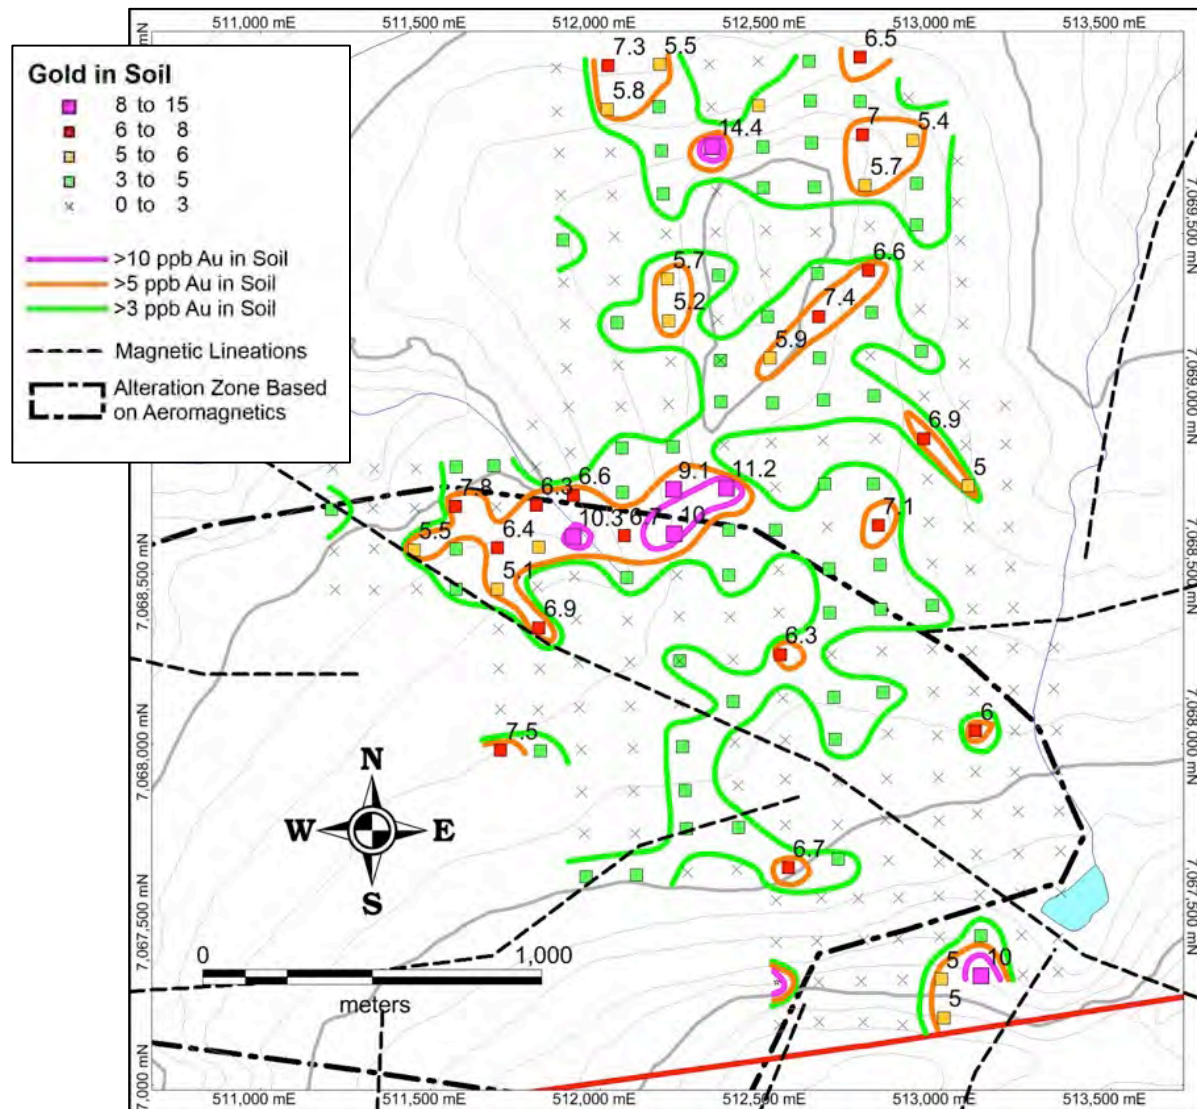 511,000 mE 511,500 mE 512,000 mE 512,500 mE 513,000 mE 513,500 mE
mN
Gold in Soil
8 to 15
6 to 8
5 to 6
3 to 5
0 to 3
>10 ppb Au in Soil
>5 ppb Au in Soil
>3 ppb Au in Soil
Magnetic Lineations
Alteration Zone Based
on Aeromagnetics
7.3 5.5 6.5
5.8
14.4 7 5.4
5.7
7,069,500 mN
5.7 6.6
5.2 7.4
5.9
7,069,000 mN
6.9
5
9.1 11.2
7.8 6.3 6.6
10.3 6.7 10 7.1
5.5 6.4
5.1
7,068,500 mN 7,068,500 mN
6.9
6.3
6
7.5
7,068,000 mN 7,068,000 mN
N
W E
S
6.7
7,067,500 mN 7,067,500 mN
0 1,000
meters
5 10
5
7,000 mN
511,000 mE 511,500 mE 512,000 mE 512,500 mE 513,000 mE 513,500 mE